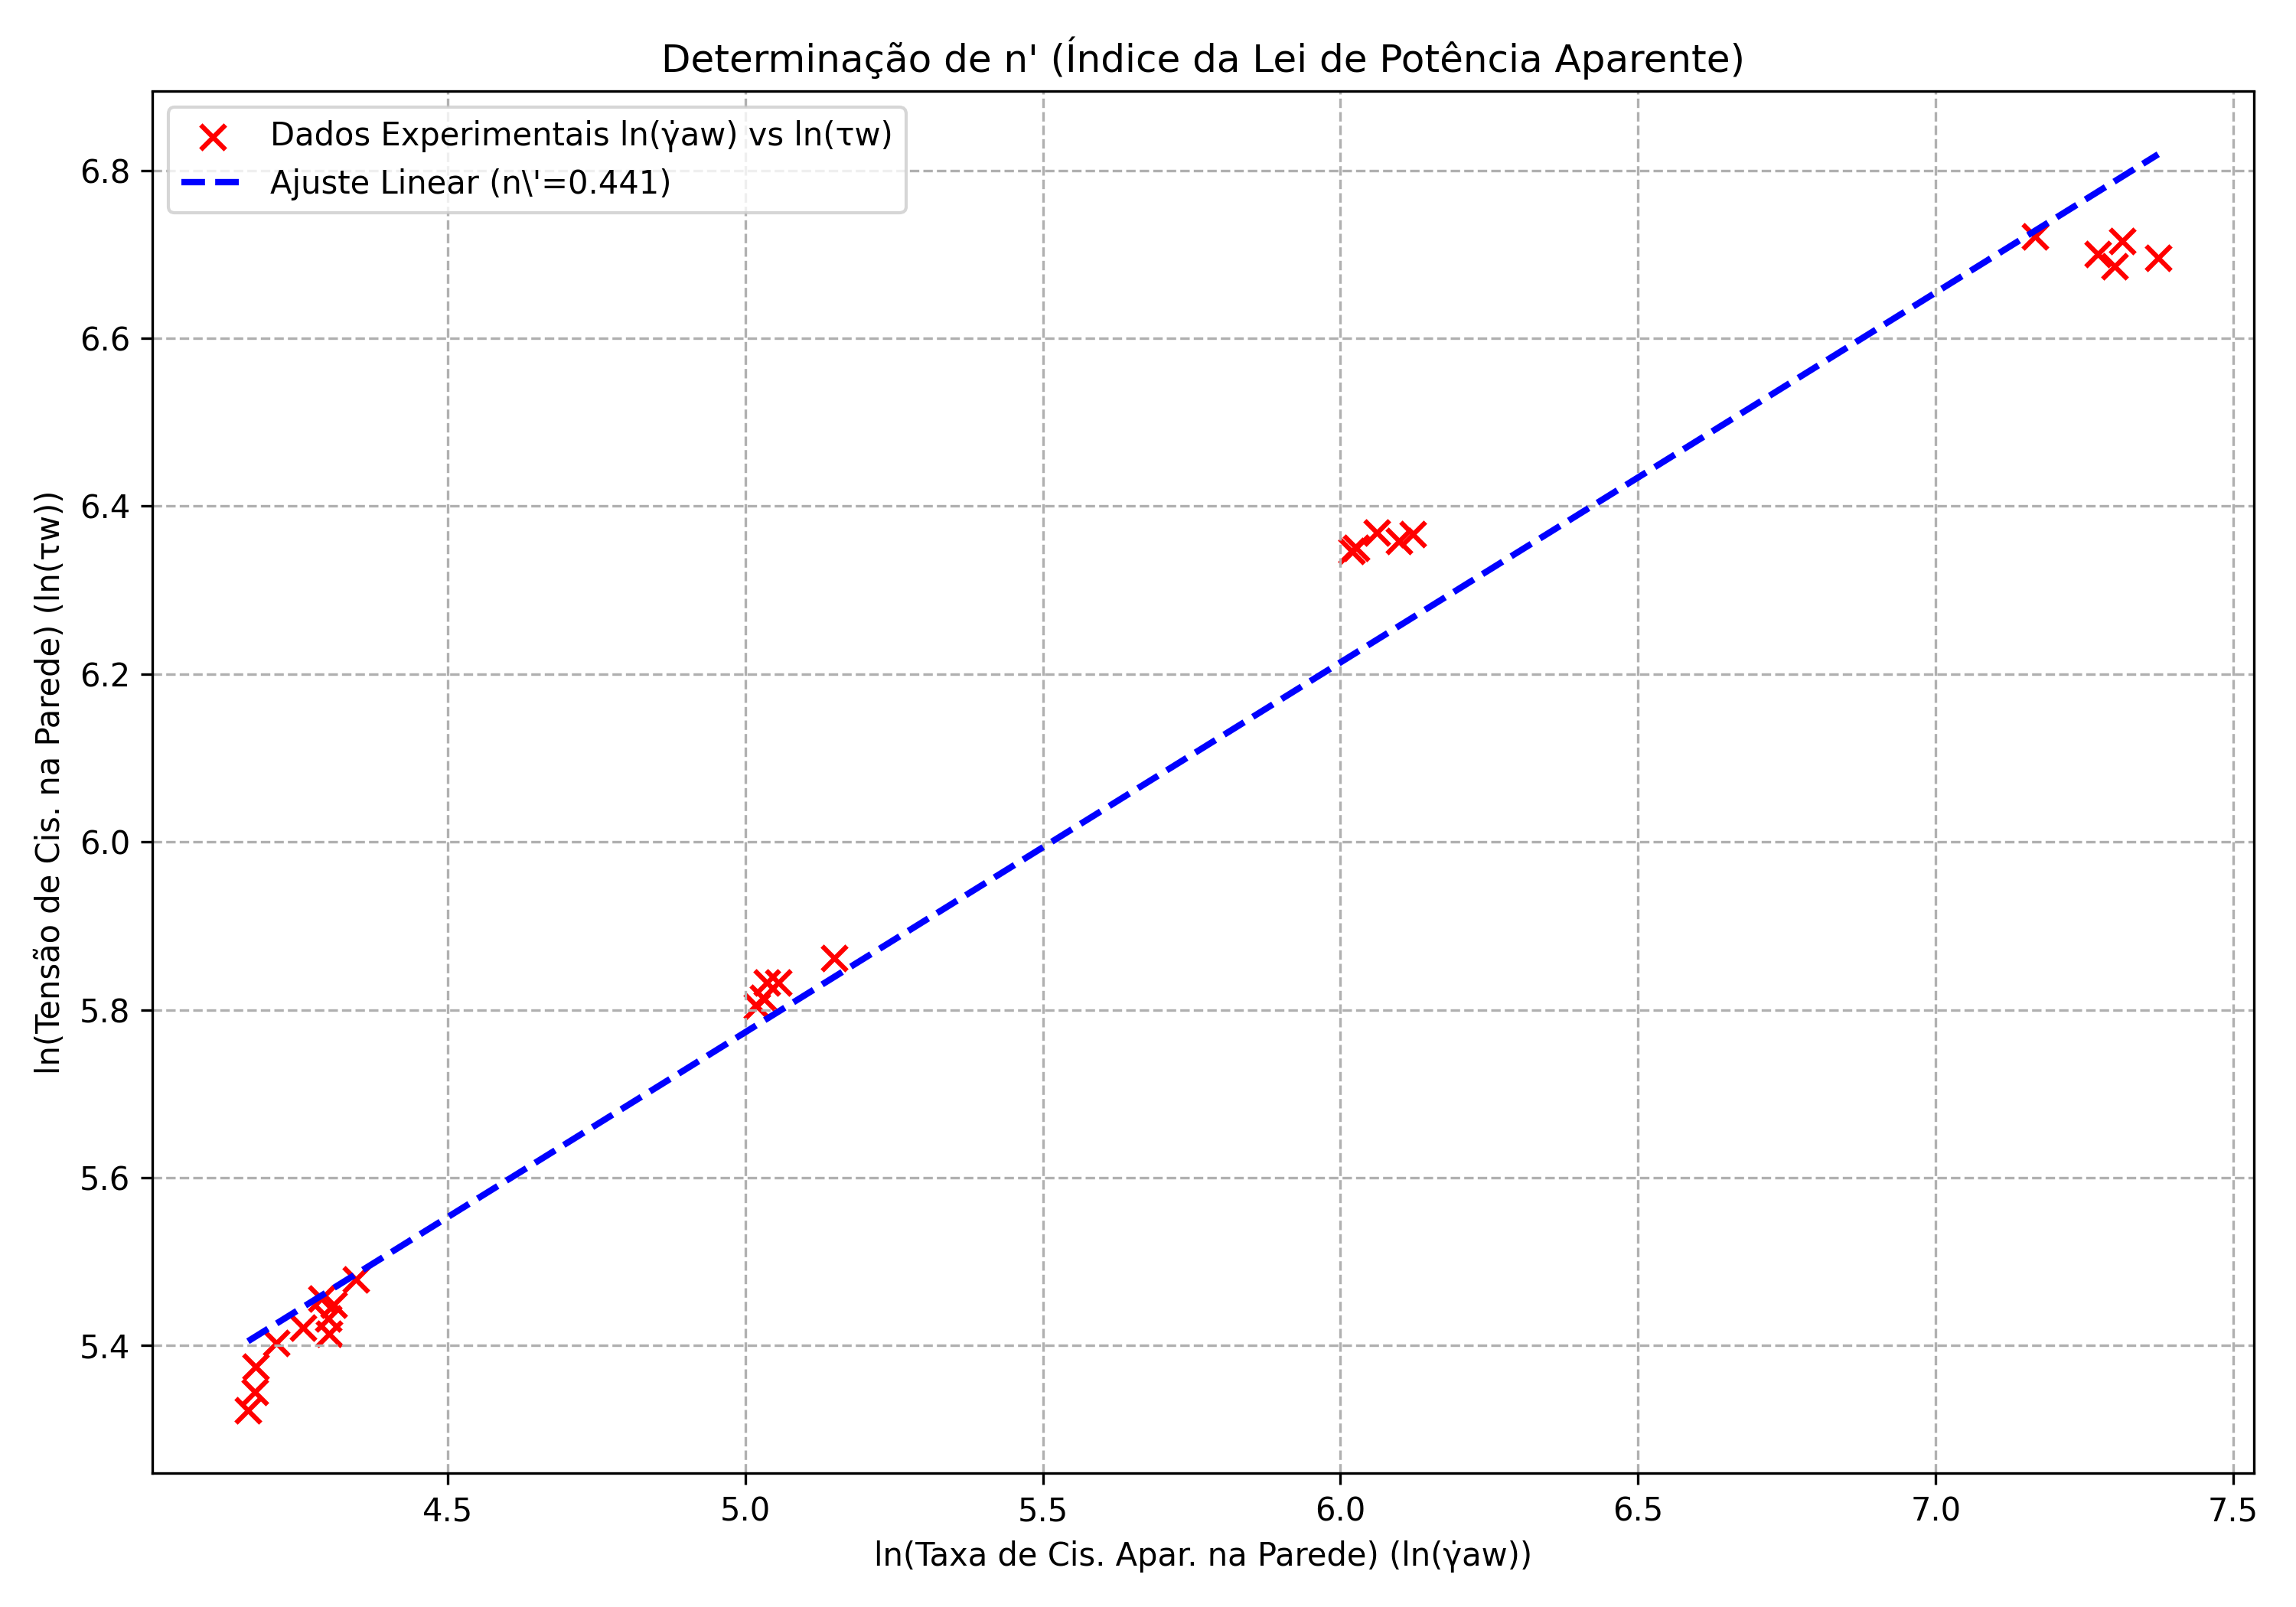 Determinação de n' (Índice da Lei de Potência Aparente)
Dados Experimentais ln(γ̇aw) vs ln(τw)
Ajuste Linear (n\'=0.441)
ln(Tensão de Cis. na Parede) (ln(τw))
6.8
6.6
6.4
6.2
6.0
5.8
5.6
5.4
4.5 5.0 5.5 6.0 6.5 7.0 7.5
ln(Taxa de Cis. Apar. na Parede) (ln(γ̇aw))